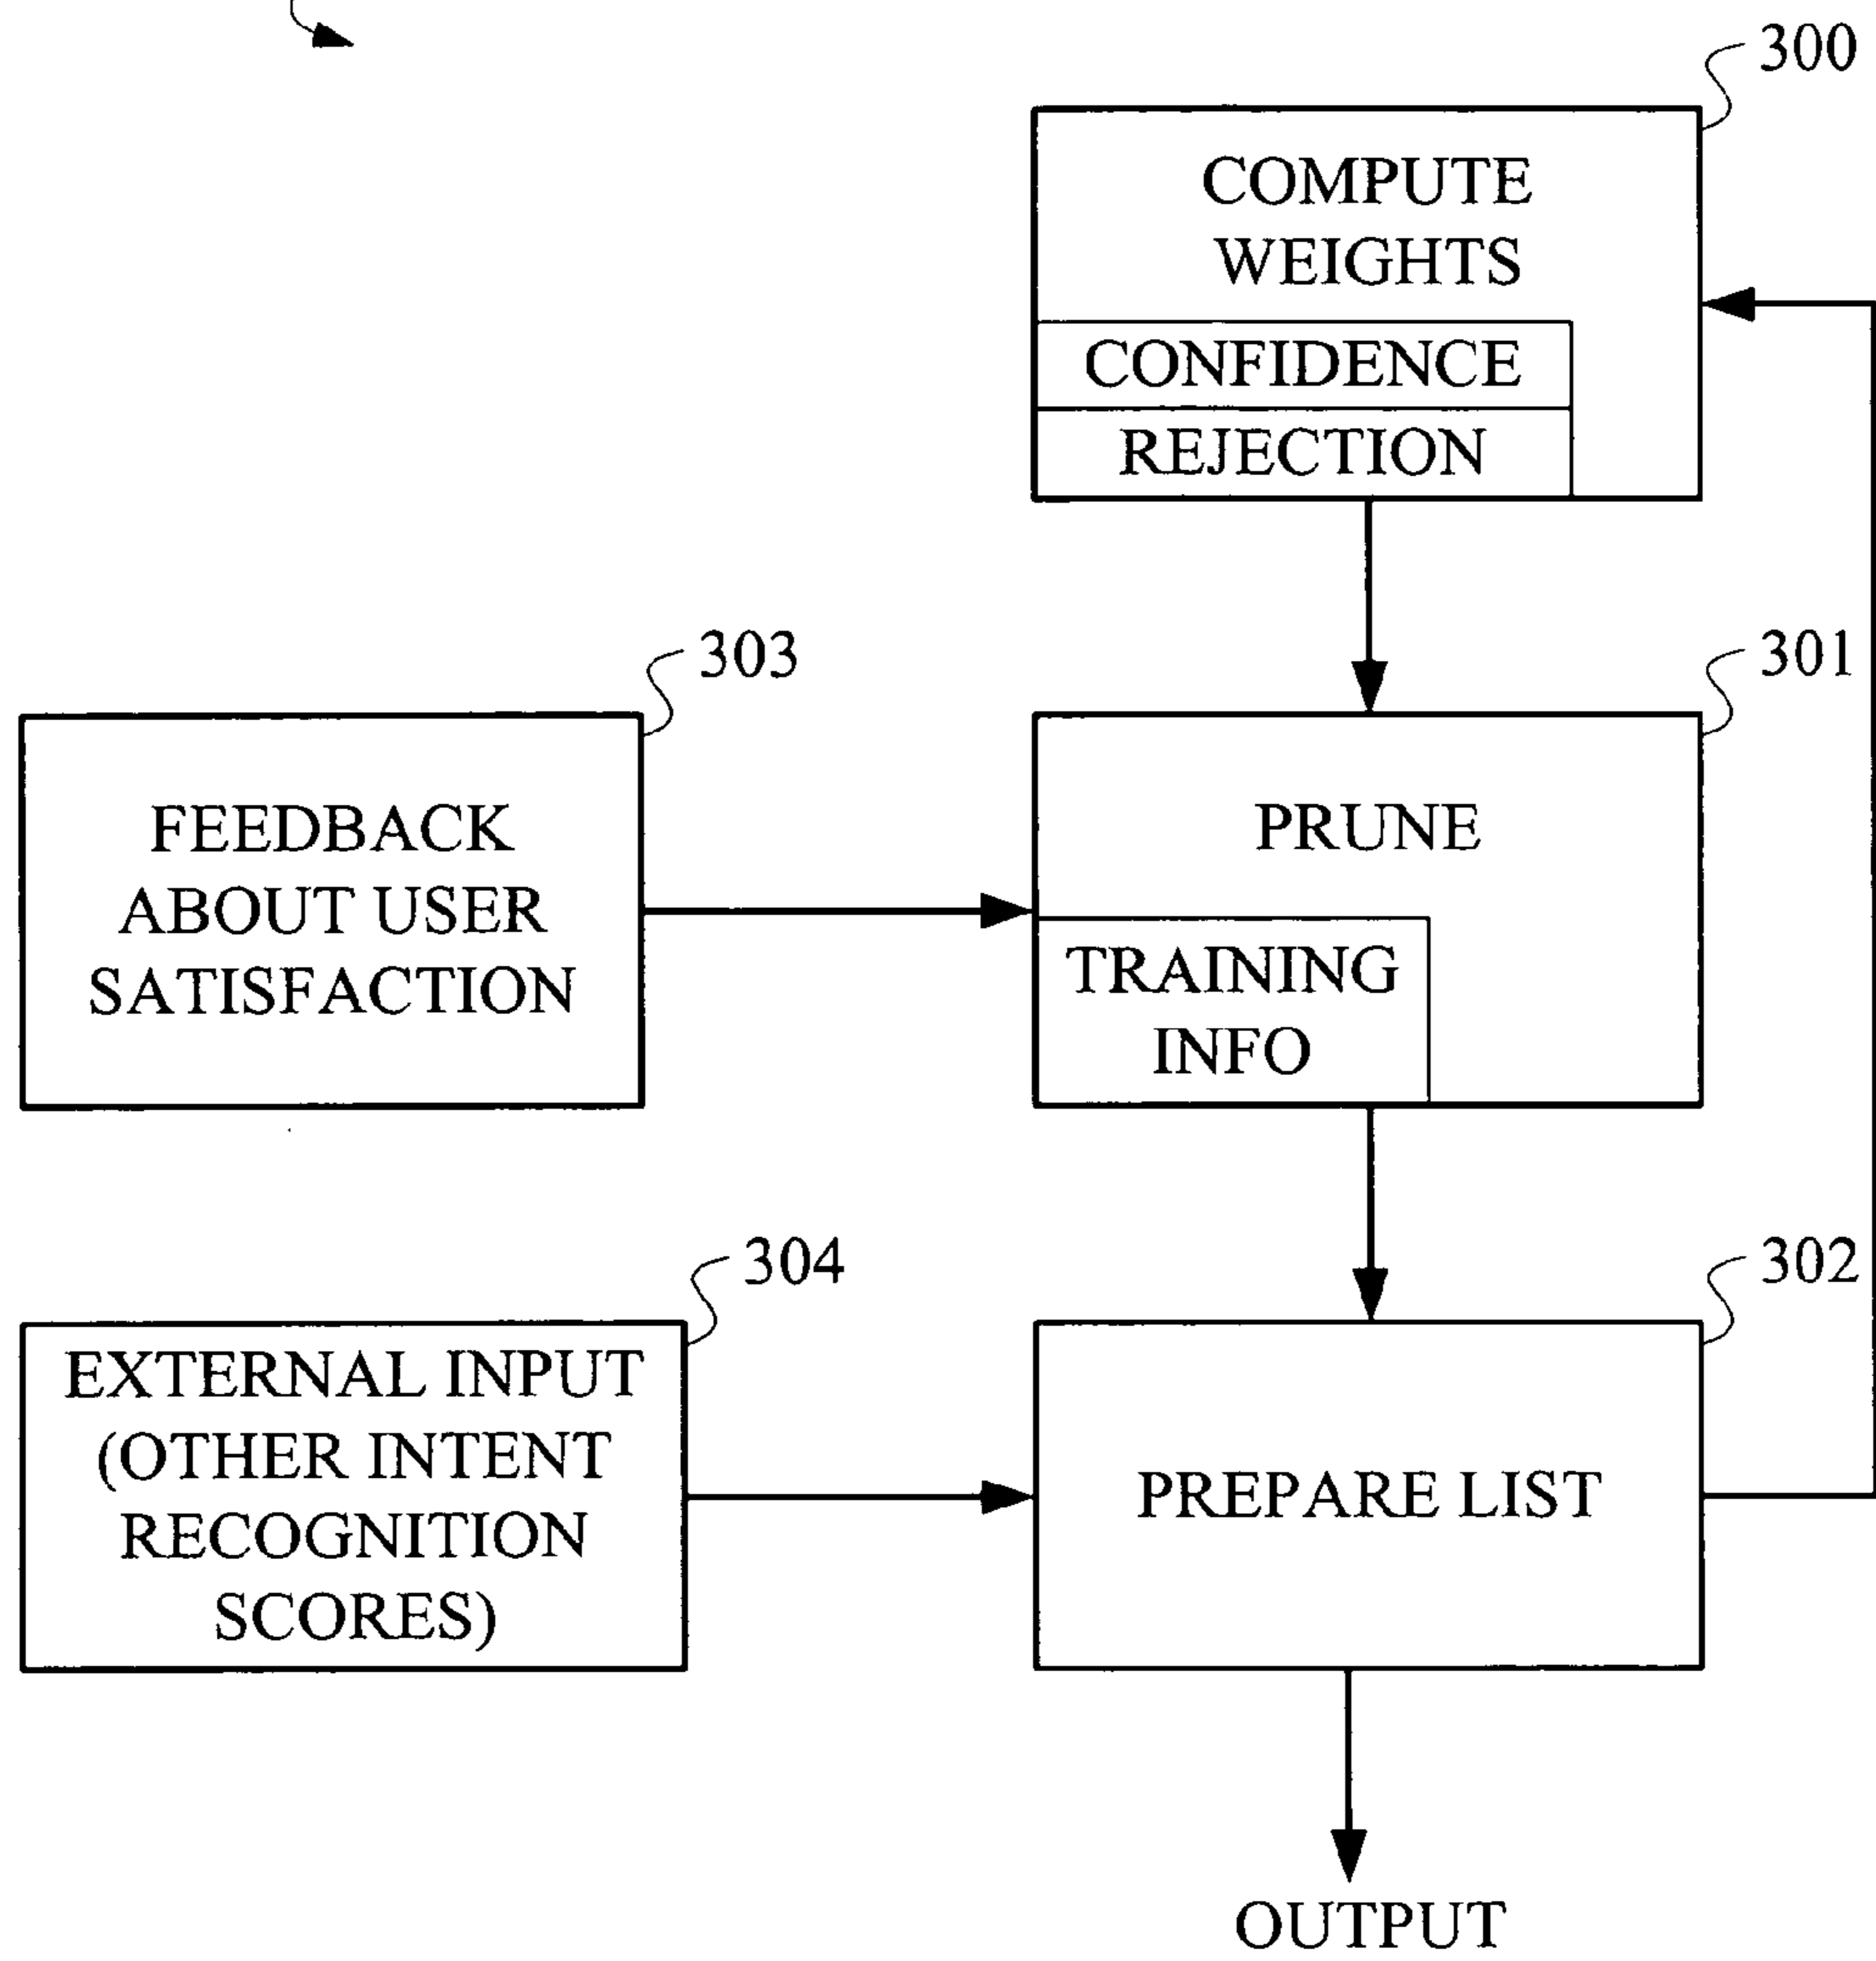 300
COMPUTE
WEIGHTS
CONFIDENCE
REJECTION
303
301
FEEDBACK
ABOUT USER
SATISFACTION
PRUNE
TRAINING
INFO
304
302
EXTERNAL INPUT
(OTHER INTENT
RECOGNITION
SCORES)
PREPARE LIST
OUTPUT